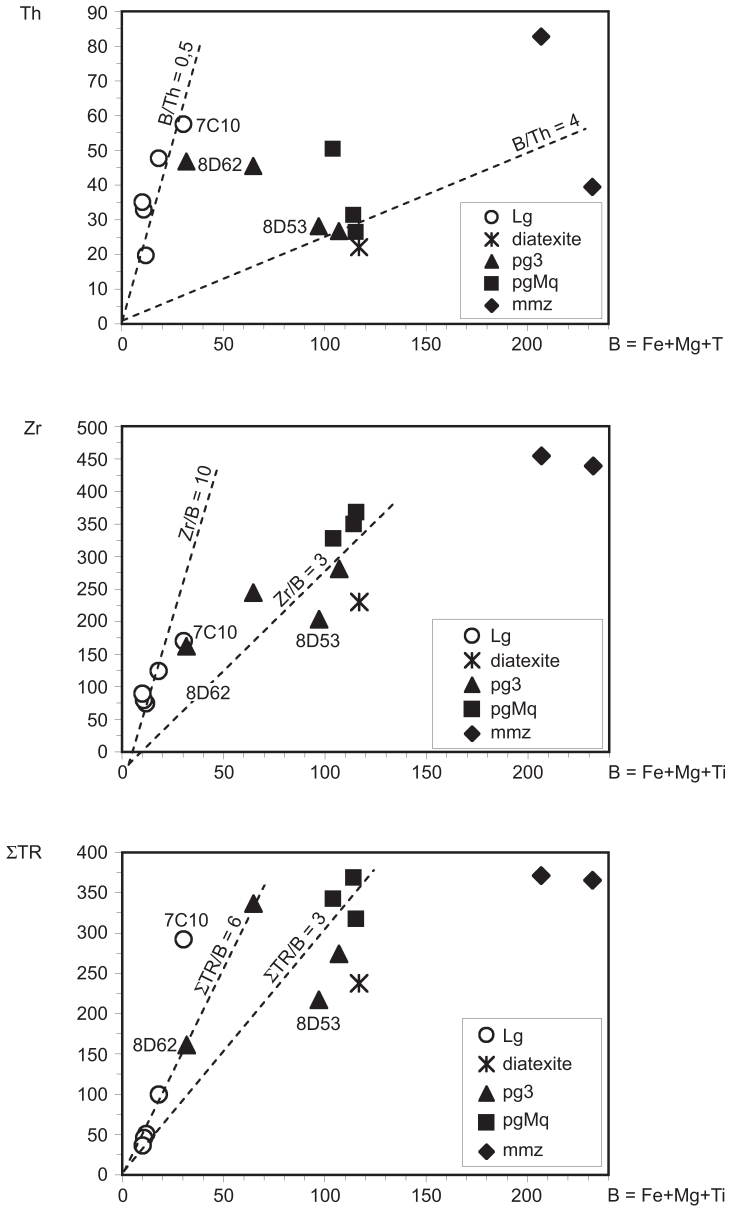 Th
90
80
70
60
50
40
30
20
10
0
B/Th = 0,5
7C10
8D62
8D53
B/Th = 4
Lg
diatexite
pg3
pgMq
mmz
0
100
150
200
B = Fe+Mg+T
Zr
500
450
400
350
300
250
200
150
100
50
0
Zr/B = 10
Zr/B = 3
7C10
8D53
8D62
Lg
diatexite
pg3
pgMq
mmz
0
50
100
150
200
B = Fe+Mg+Ti
ΣTR
400
350
300
250
200
150
100
50
0
7C10
ΣTR/B = 6
ΣTR/B = 3
8D53
8D62
Lg
diatexite
pg3
pgMq
mmz
0
50
100
150
200
B = Fe+Mg+Ti